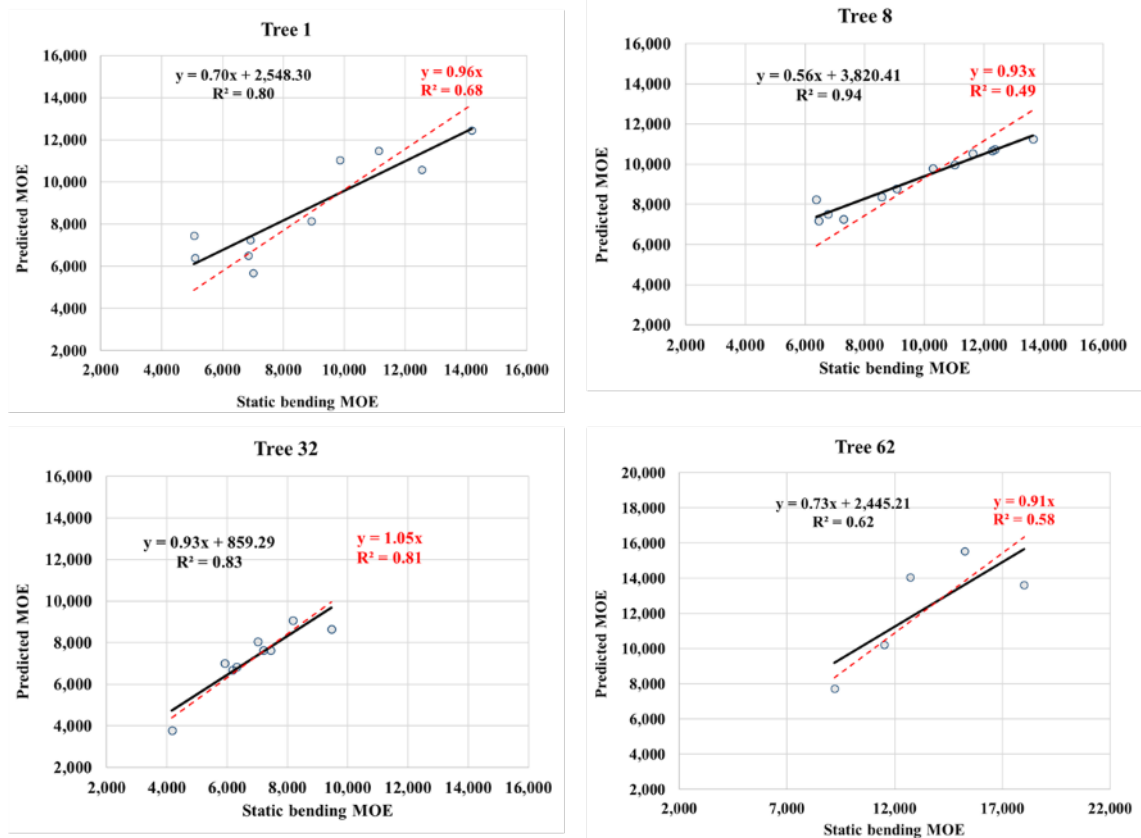 Tree 1
16,000
14,000
12,000
10,000
8,000
6,000
4,000
2,000
Predicted MOE
y = 0.70x + 2,548.30
R² = 0.80
y = 0.96x
R² = 0.68
2,000 4,000 6,000 8,000 10,000 12,000 14,000 16,000
Static bending MOE
Tree 8
16,000
14,000
12,000
10,000
8,000
6,000
4,000
2,000
Predicted MOE
y = 0.56x + 3,820.41
R² = 0.94
y = 0.93x
R² = 0.49
2,000 4,000 6,000 8,000 10,000 12,000 14,000 16,000
Static bending MOE
Tree 32
16,000
14,000
12,000
10,000
8,000
6,000
4,000
2,000
Predicted MOE
y = 0.93x + 859.29
R² = 0.83
y = 1.05x
R² = 0.81
2,000 4,000 6,000 8,000 10,000 12,000 14,000 16,000
Static bending MOE
Tree 62
20,000
18,000
16,000
14,000
12,000
10,000
8,000
6,000
4,000
2,000
Predicted MOE
y = 0.73x + 2,445.21
R² = 0.62
y = 0.91x
R² = 0.58
2,000 7,000 12,000 17,000 22,000
Static bending MOE